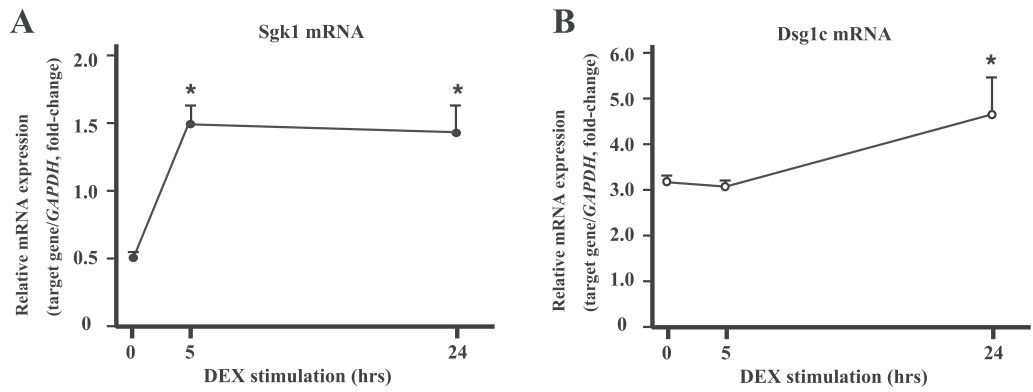 A
Sgk1 mRNA
Relative mRNA expression
(target gene/GAPDH, fold-change)
2.0
1.5
1.0
0.5
0
*
*
0 5 24
DEX stimulation (hrs)
B
Dsg1c mRNA
Relative mRNA expression
(target gene/GAPDH, fold-change)
6.0
5.0
4.0
3.0
2.0
1.0
0
*
0 5 24
DEX stimulation (hrs)